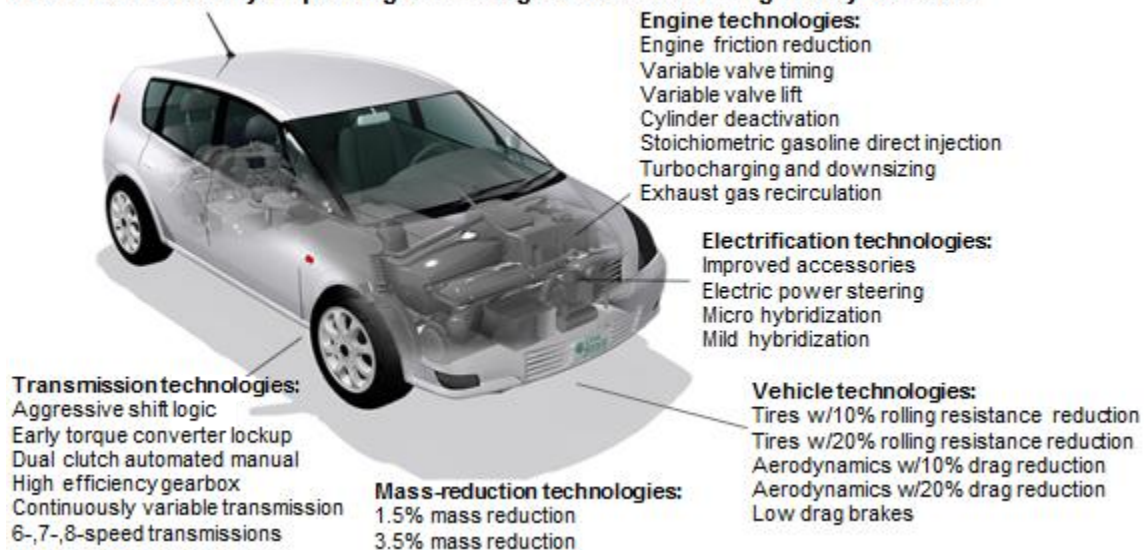 Engine technologies:
Engine friction reduction
Variable valve timing
Variable valve lift
Cylinder deactivation
Stoichiometric gasoline direct injection
Turbocharging and downsizing
Exhaust gas recirculation
Electrification technologies:
Improved accessories
Electric power steering
Micro hybridization
Mild hybridization
Transmission technologies:
Aggressive shift logic
Early torque converter lockup
Dual clutch automated manual
High efficiency gearbox
Continuously variable transmission
6-,7-,8-speed transmissions
Mass-reduction technologies:
1.5% mass reduction
3.5% mass reduction
Vehicle technologies:
Tires w/10% rolling resistance reduction
Tires w/20% rolling resistance reduction
Aerodynamics w/10% drag reduction
Aerodynamics w/20% drag reduction
Low drag brakes